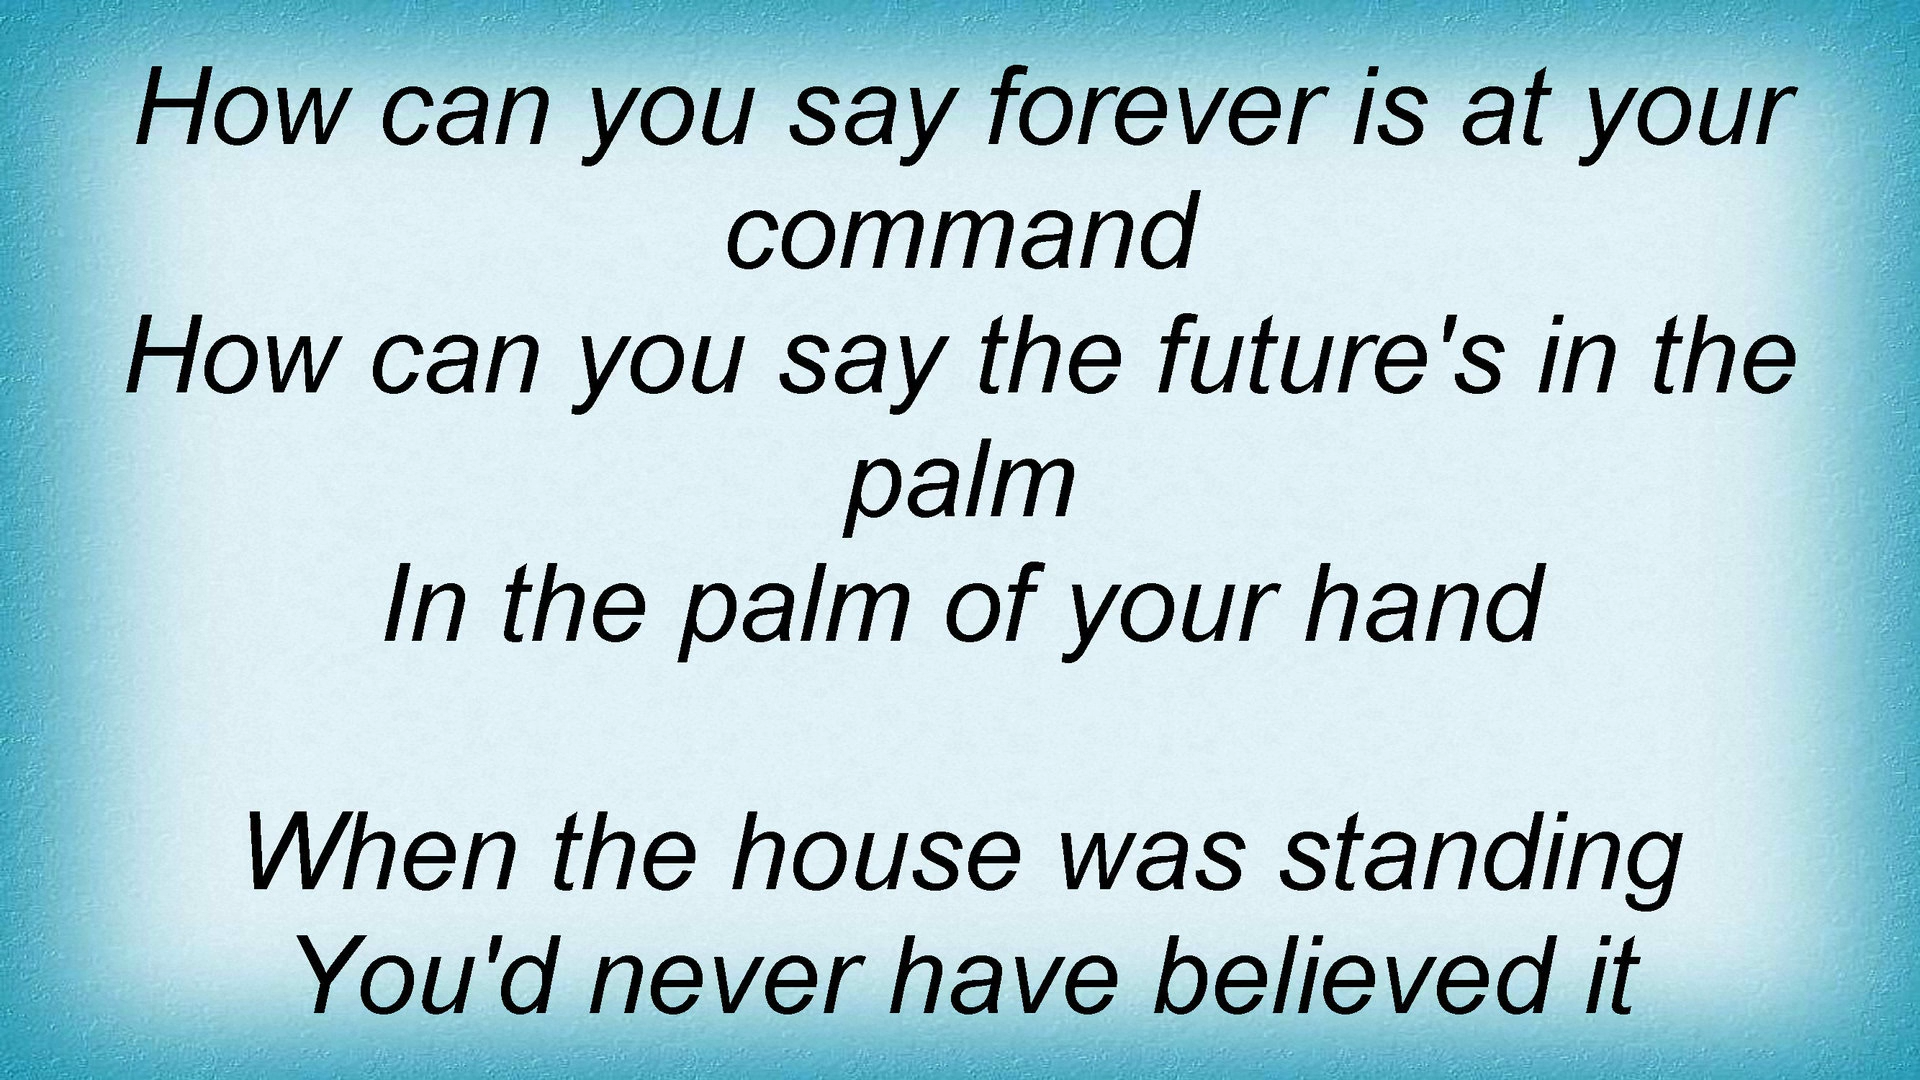 How can you say forever is at your
command
How can you say the future's in the
palm
In the palm of your hand
When the house was standing
You'd never have believed it